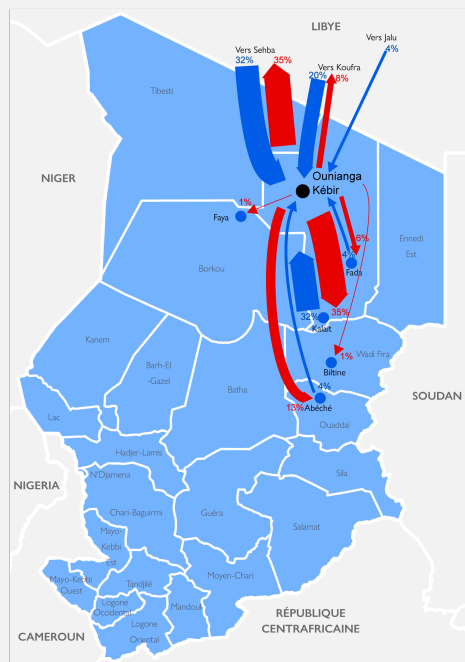 LIBYE
Vers Sehba
32%
35%
Vers Koufra
20%
8%
Vers Jalu
4%
Tibesti
NIGER
Ounianga
Kébir
1%
Faya
Borkou
Ennedi
Est
6%
4%
Fada
32%
35%
Kalait
Kanem
Barh-El
-Gazel
Batha
Wadi Fira
1%
Biltine
SOUDAN
4%
13%
Abéché
Ouaddaï
Lac
Hadjer-Lamis
N'Djamena
NIGERIA
Sila
Chari-Baguirmi
Guéra
Salamat
Mayo-
Kebbi
Est
Mayo-Kebbi
Ouest
Tandjilé
Moyen-Chari
Logone
Occidental
Mandoul
Logone
Oriental
CAMEROUN
RÉPUBLIQUE
CENTRAFRICAINE